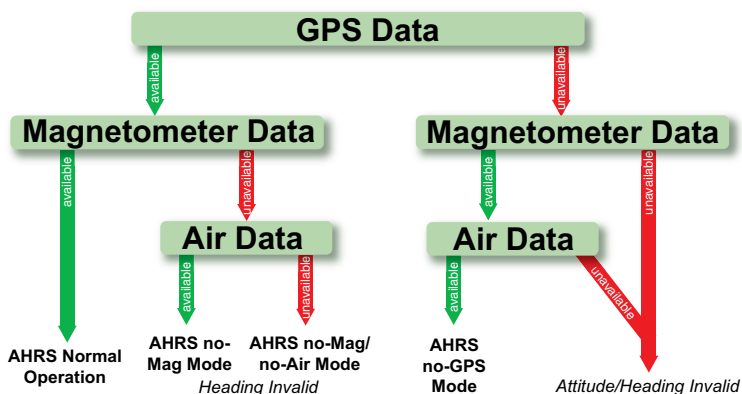 GPS Data
available
unavailable
Magnetometer Data
Magnetometer Data
available
unavailable
available
unavailable
Air Data
Air Data
available
unavailable
available
unavailable
AHRS Normal
Operation
AHRS no-
Mag Mode
AHRS no-Mag/
no-Air Mode
Heading Invalid
AHRS
no-GPS
Mode
Attitude/Heading Invalid